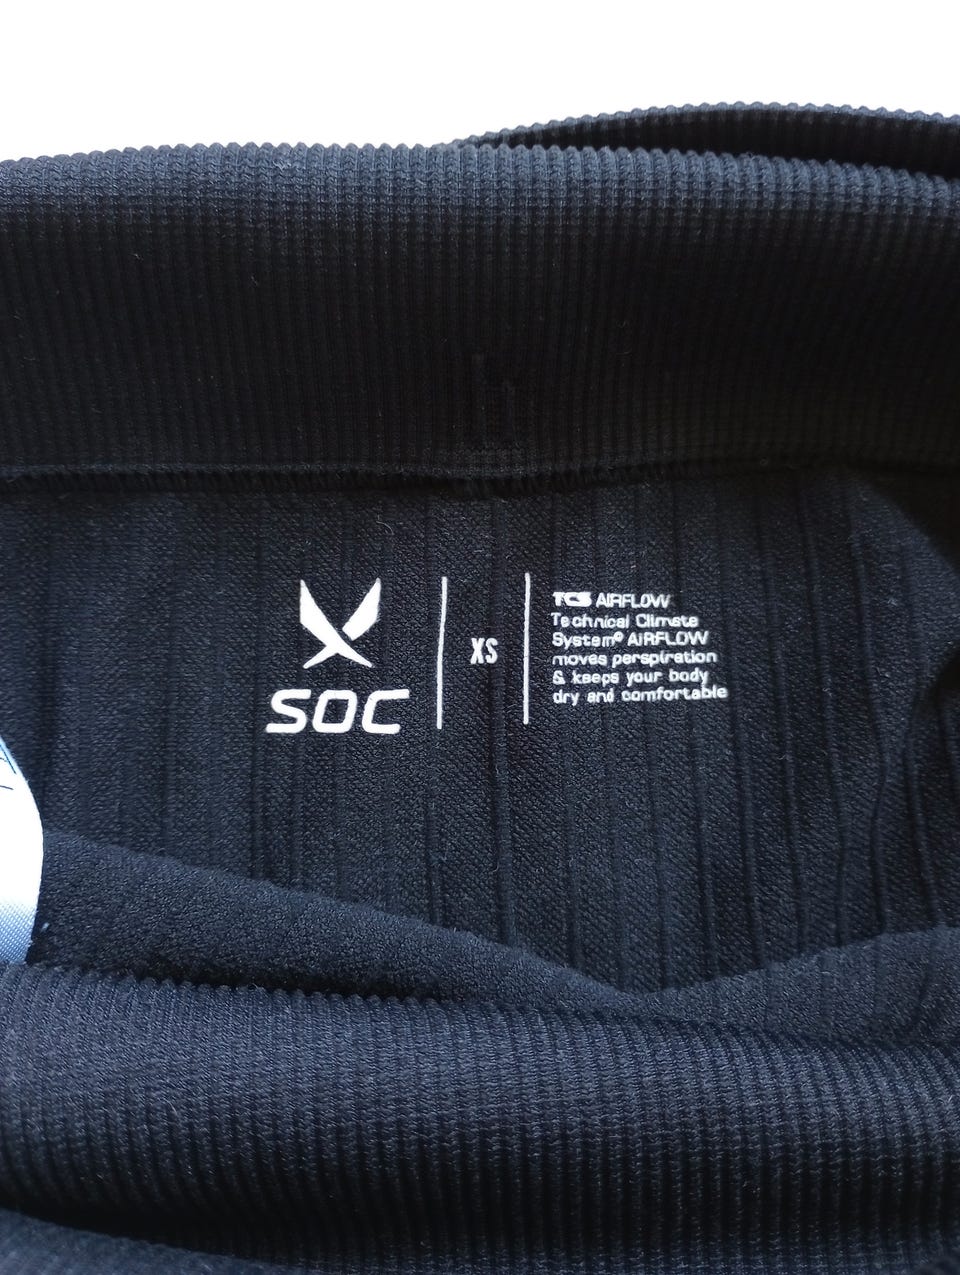 SOC
XS
TCS AIRFLOW
Technical Climate
System® AIRFLOW
moves perspiration
& keeps your body
dry and comfortable